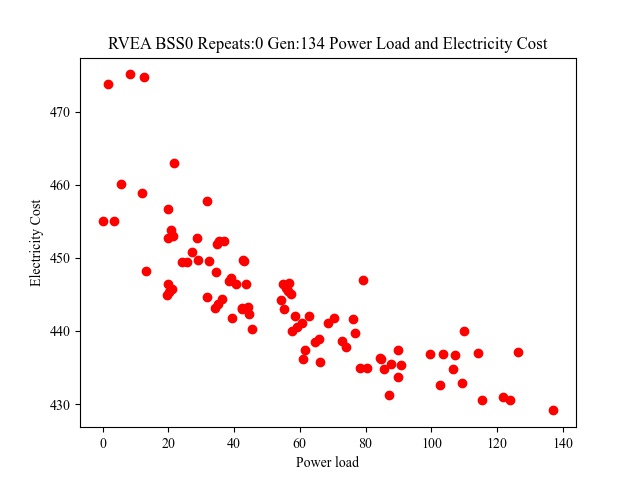 RVEA BSS0 Repeats:0 Gen:134 Power Load and Electricity Cost
470
460
450
440
430
Electricity Cost
0 20 40 60 80 100 120 140
Power load